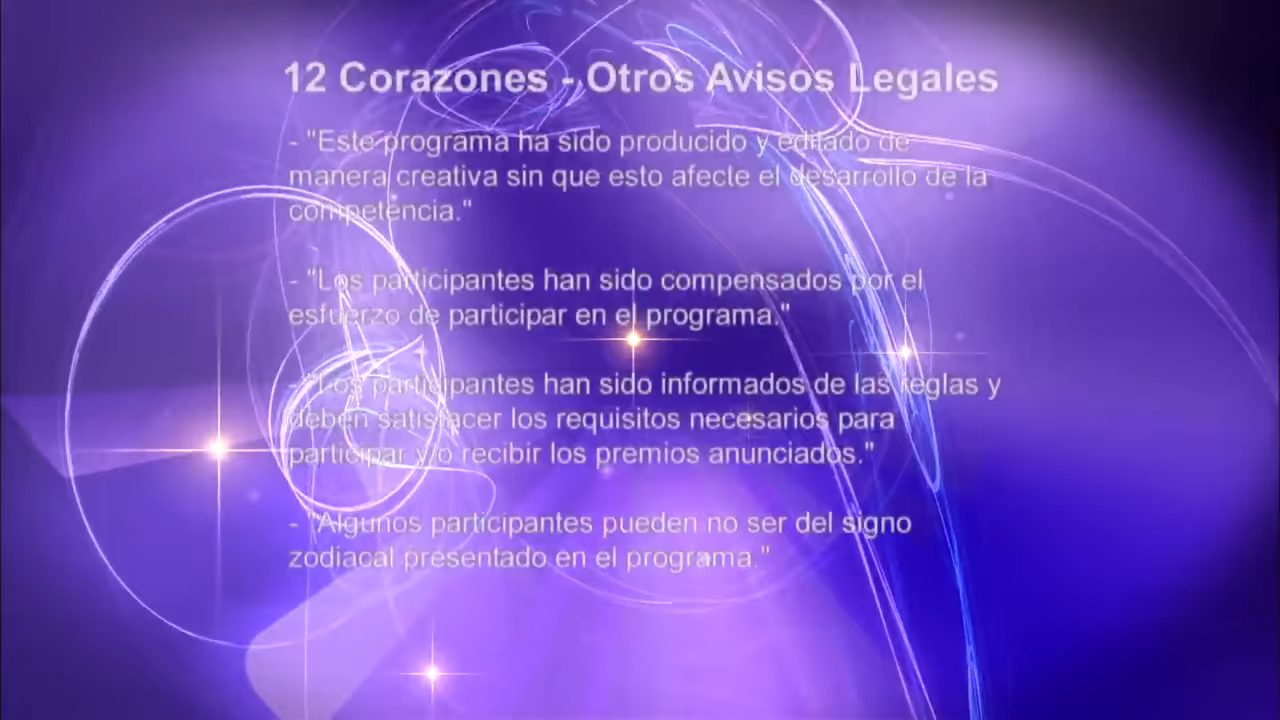 12 Corazones - Otros Avisos Legales
- "Este programa ha sido producido y editado de
manera creativa sin que esto afecte el desarrollo de la
competencia."
- "Los participantes han sido compensados por el
esfuerzo de participar en el programa."
- "Los participantes han sido informados de las reglas y
deben satisfacer los requisitos necesarios para
participar y/o recibir los premios anunciados."
- "Algunos participantes pueden no ser del signo
zodiacal presentado en el programa."